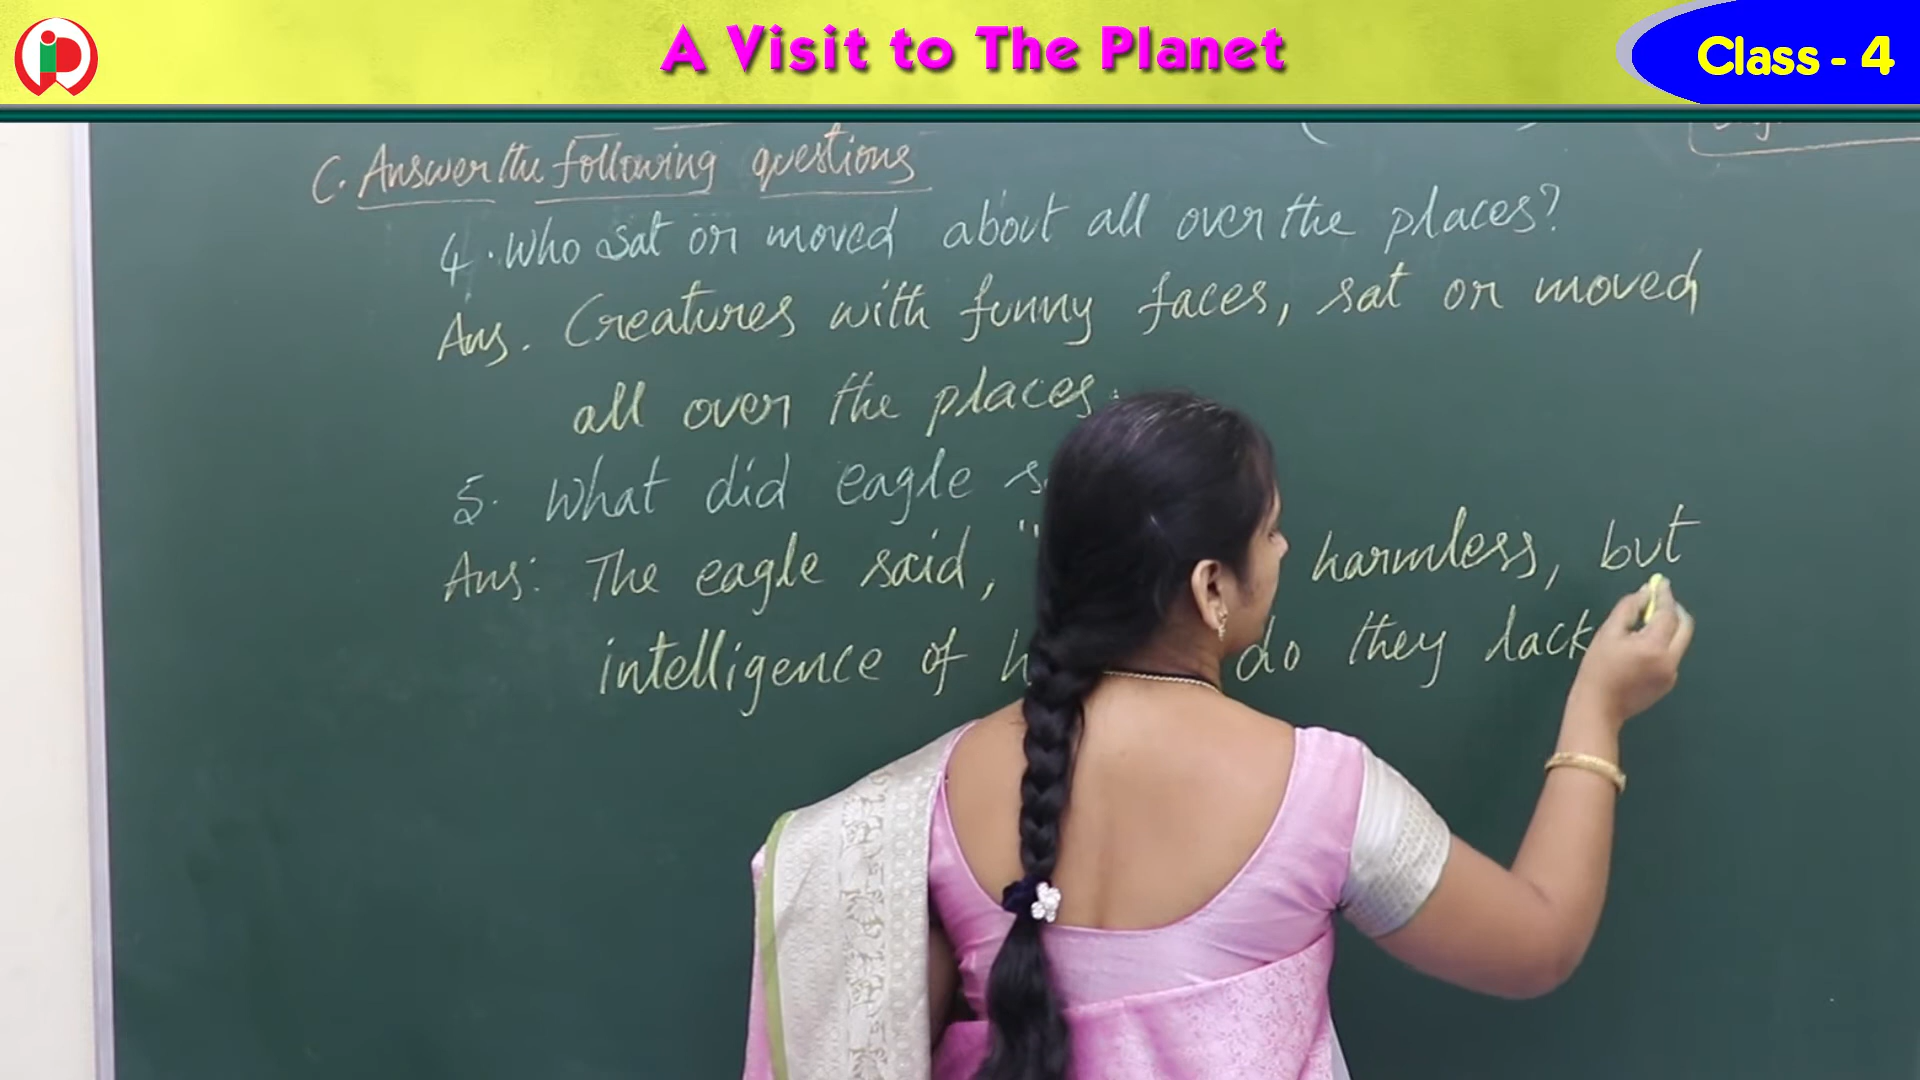 A Visit to The Planet
Class - 4
C. Answer the following questions
4. Who sat or moved about all over the places?
Ans. Creatures with funny faces, sat or moved
all over the places.
5. What did eagle
Ans: The eagle said, " harmless, but
intelligence of do they lack